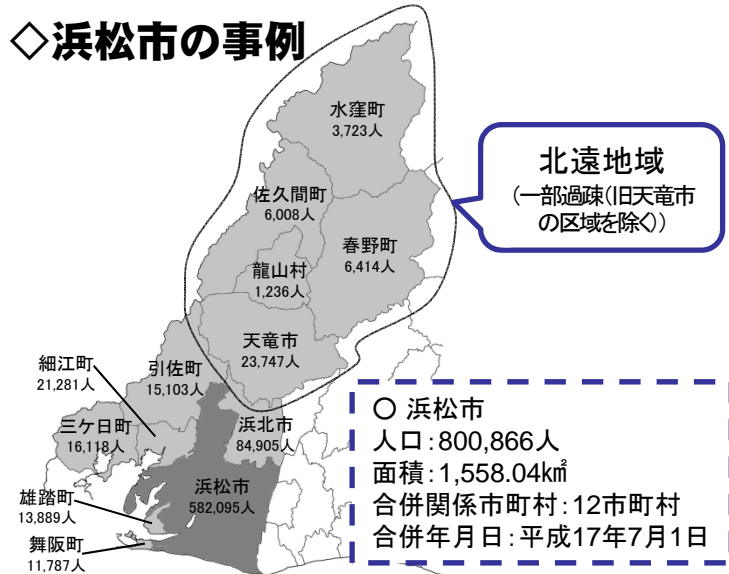 ◇浜松市の事例
水窪町
3,723人
北遠地域
(一部過疎(旧天竜市
の区域を除く))
佐久間町
6,008人
春野町
6,414人
龍山村
1,236人
天竜市
23,747人
細江町
21,281人
引佐町
15,103人
三ケ日町
16,118人
浜北市
84,905人
浜松市
582,095人
雄踏町
13,889人
舞阪町
11,787人
○ 浜松市
人口:800,866人
面積:1,558.04㎢
合併関係市町村:12市町村
合併年月日:平成17年7月1日